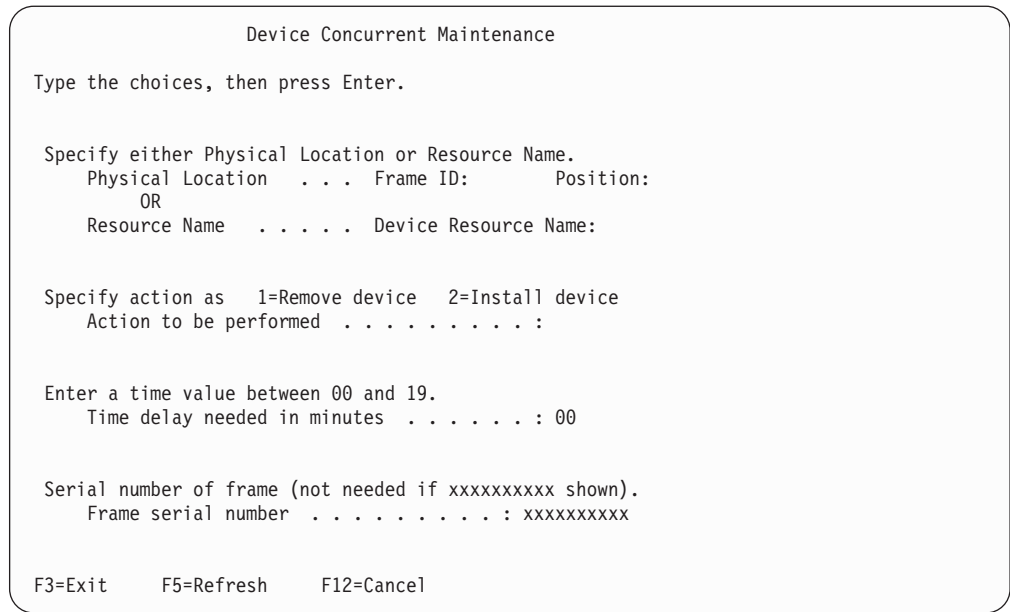 Device Concurrent Maintenance
Type the choices, then press Enter.
Specify either Physical Location or Resource Name.
Physical Location . . . Frame ID: Position:
OR
Resource Name . . . . . Device Resource Name:
Specify action as 1=Remove device 2=Install device
Action to be performed . . . . . . . . . :
Enter a time value between 00 and 19.
Time delay needed in minutes . . . . . . : 00
Serial number of frame (not needed if xxxxxxxxxx shown).
Frame serial number . . . . . . . . . : xxxxxxxxxx
F3=Exit F5=Refresh F12=Cancel